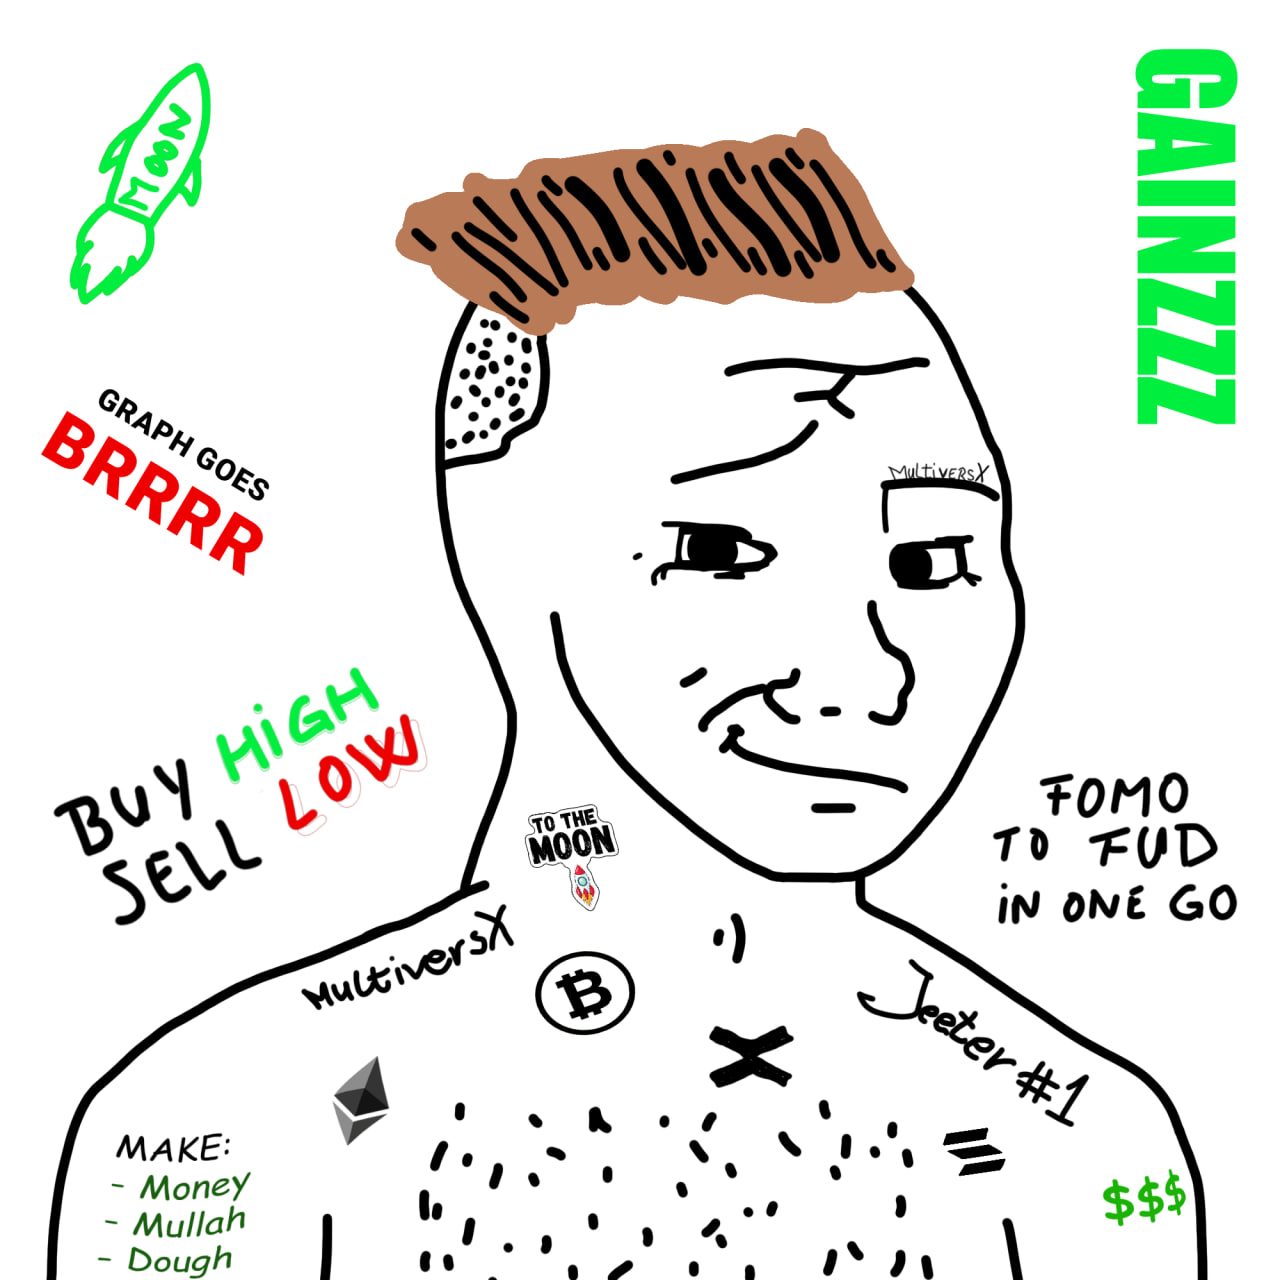 MOON
GAINZZZ
GRAPH GOES
BRRRR
MultiversX
BUY HiGH
SELL LOW
TO THE
MOON
FOMO
TO FUD
iN ONE GO
MultiversX
Jeeter #1
MAKE:
- Money
- Mullah
- Dough
$$$